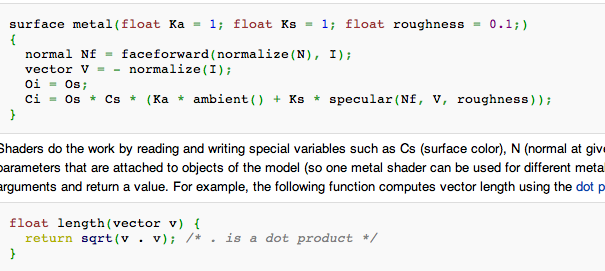 surface metal(float Ka = 1; float Ks = 1; float roughness = 0.1;)
{
normal Nf = faceforward(normalize(N), I);
vector V = - normalize(I);
Oi = Os;
Ci = Os * Cs * (Ka * ambient() + Ks * specular(Nf, V, roughness));
}
Shaders do the work by reading and writing special variables such as Cs (surface color), N (normal at
parameters that are attached to objects of the model (so one metal shader can be used for different
arguments and return a value. For example, the following function computes vector length using the dot
float length(vector v) {
return sqrt(v . v); /* . is a dot product */
}